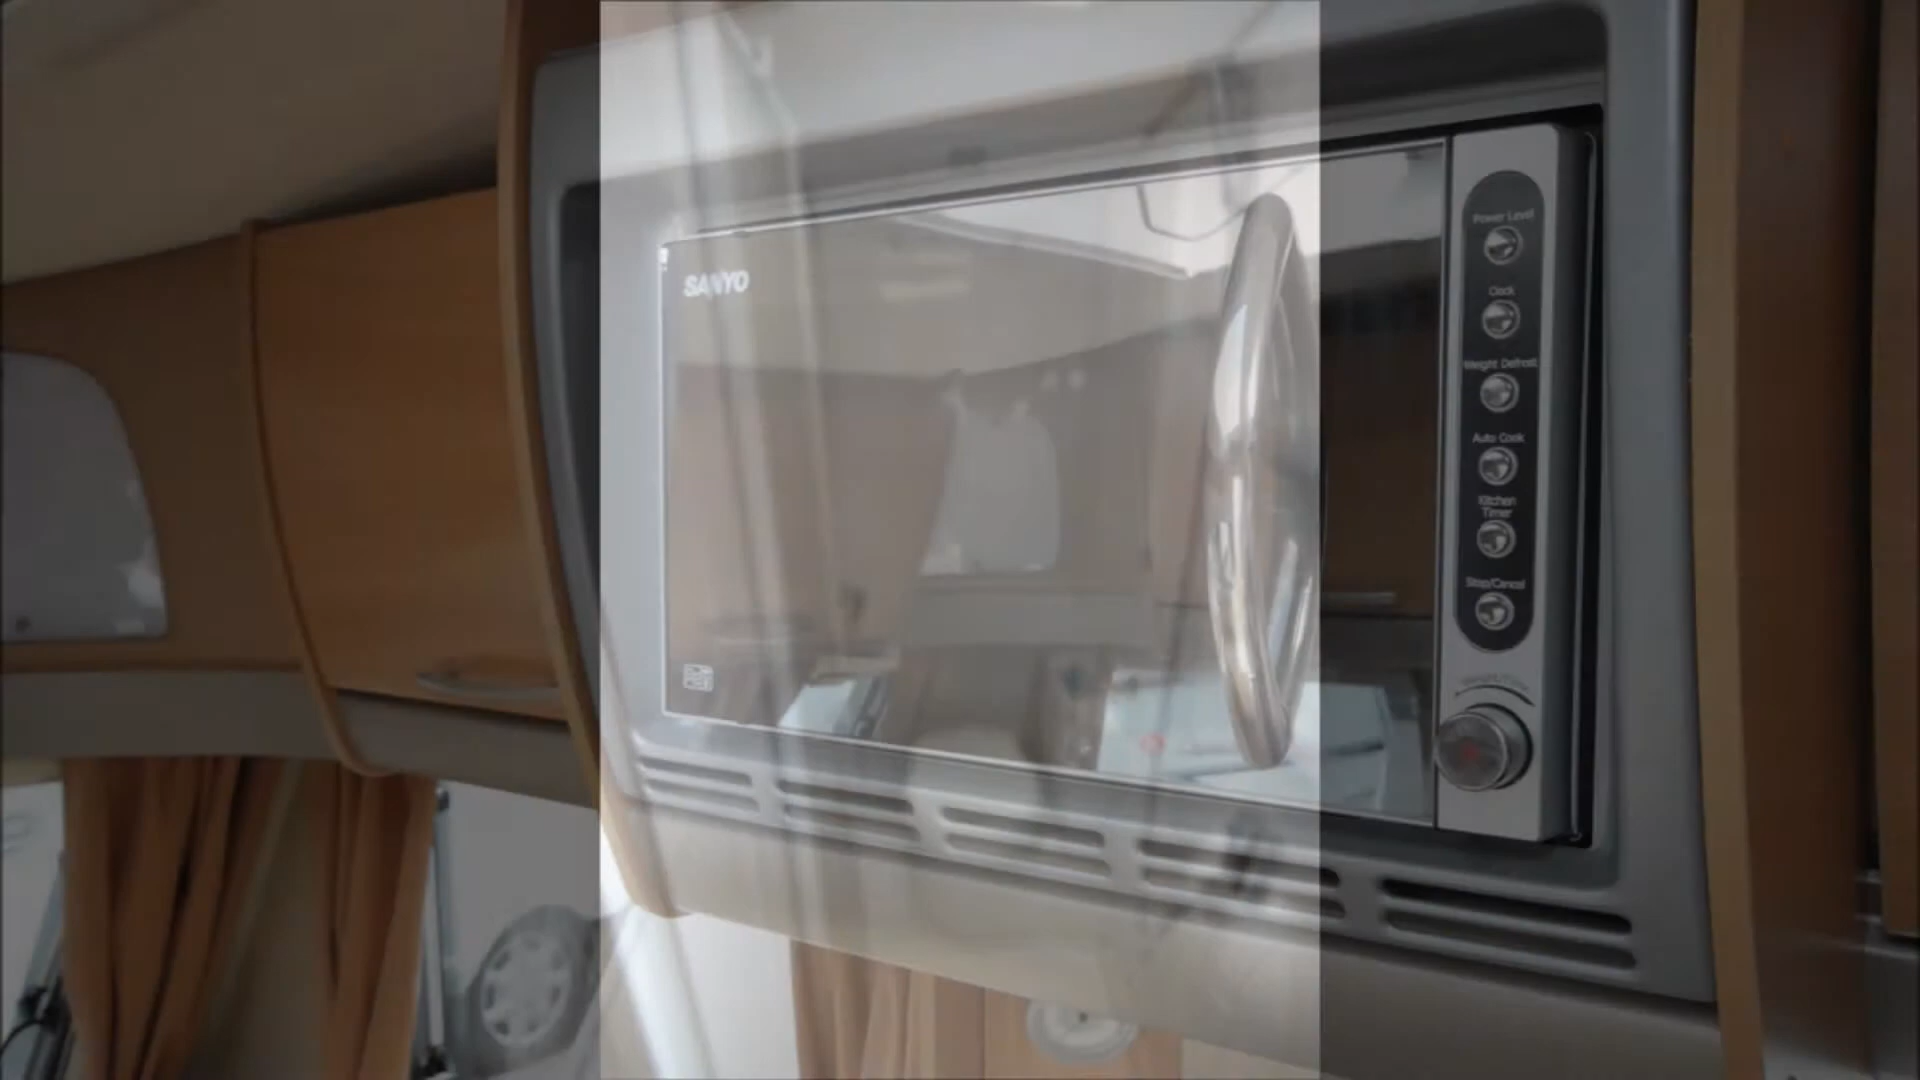 SANYO
Power Level
Clock
Weight Defrost
Auto Cook
Kitchen
Timer
Stop/Cancel